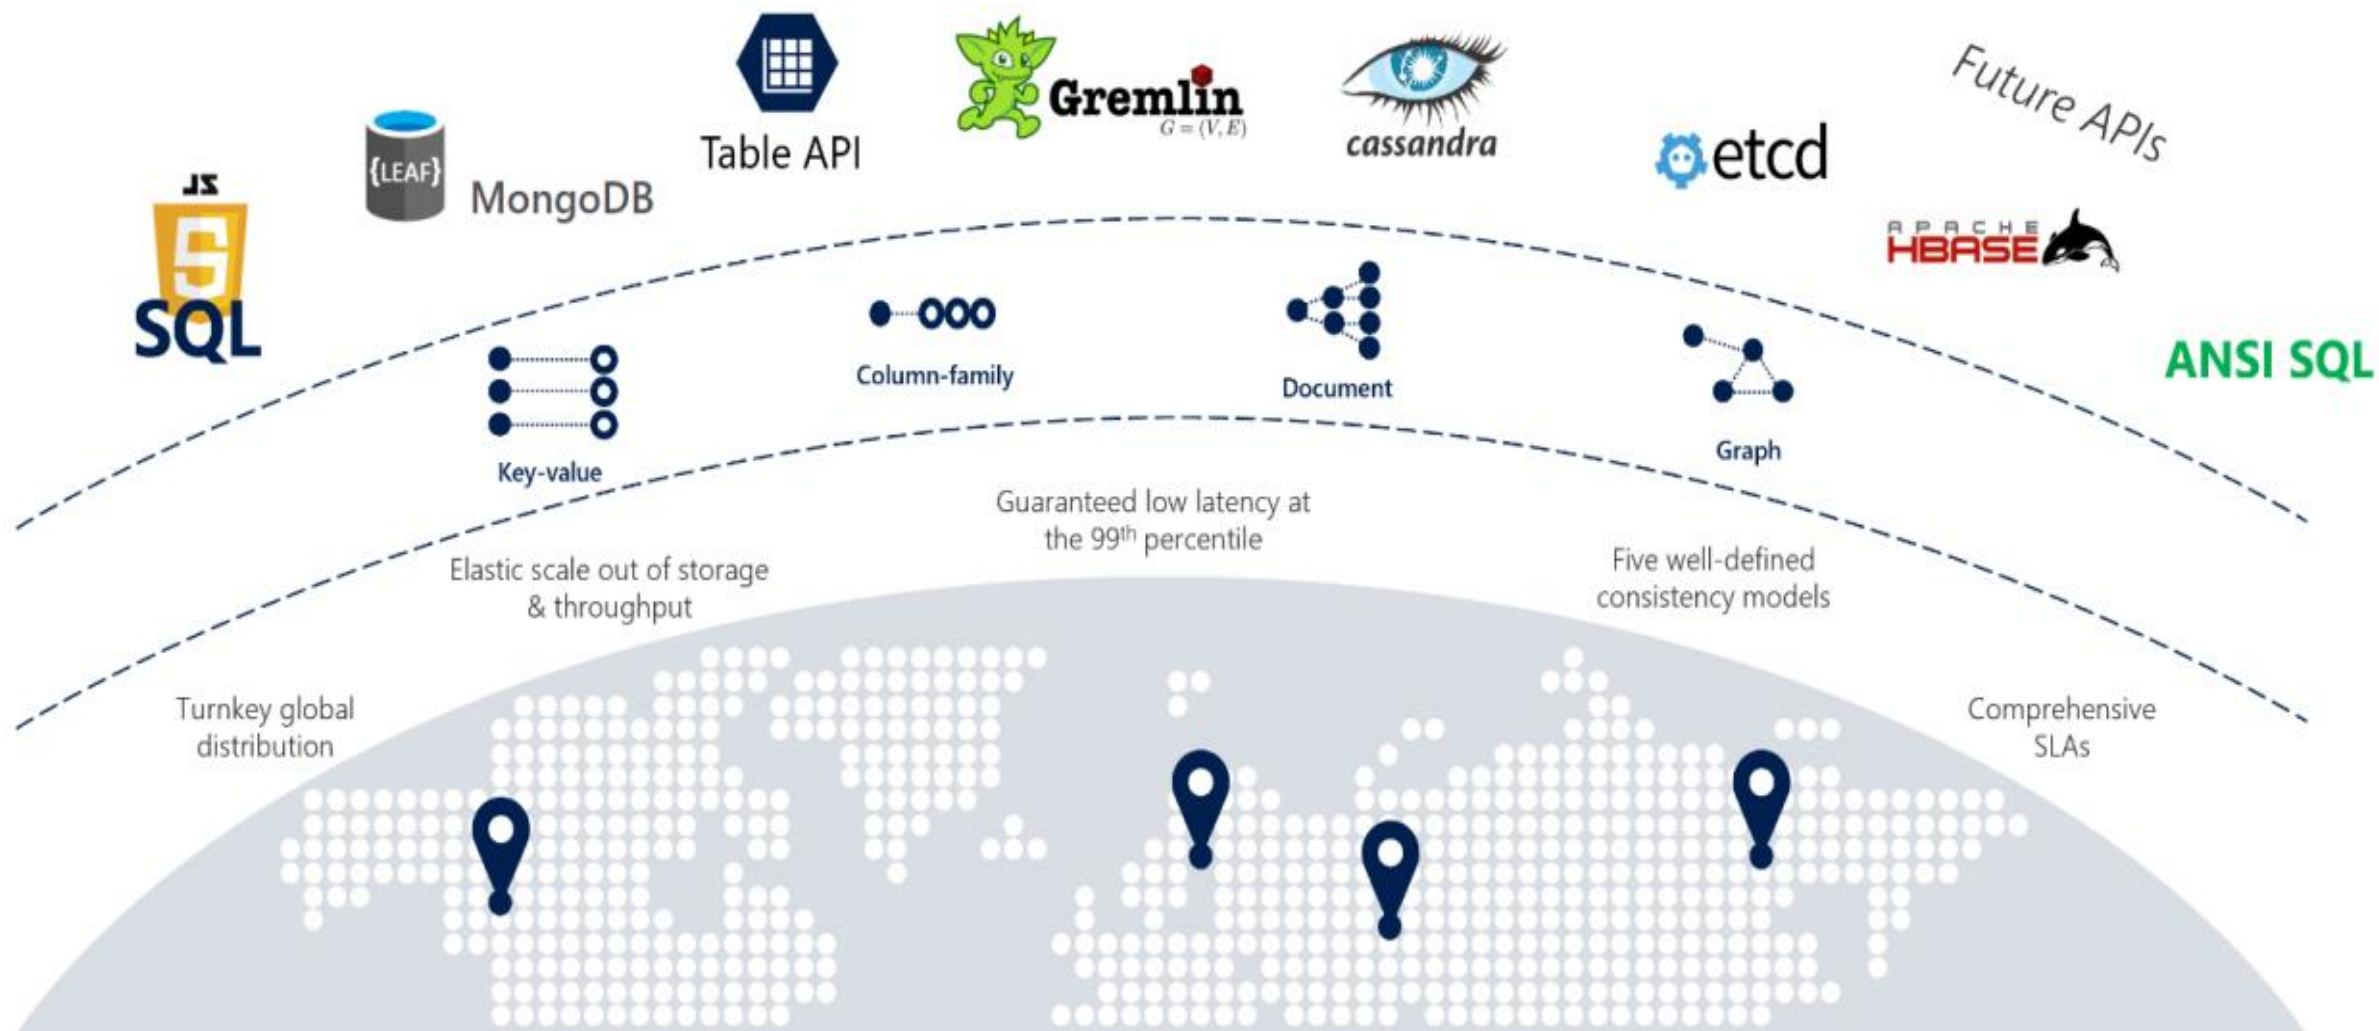 JS
5
SQL
{LEAF}
MongoDB
Table API
Gremlin
G = (V, E)
cassandra
etcd
Future APIs
APACHE
HBASE
ANSI SQL
Key-value
Column-family
Document
Graph
Turnkey global
distribution
Elastic scale out of storage
& throughput
Guaranteed low latency at
the 99th percentile
Five well-defined
consistency models
Comprehensive
SLAs